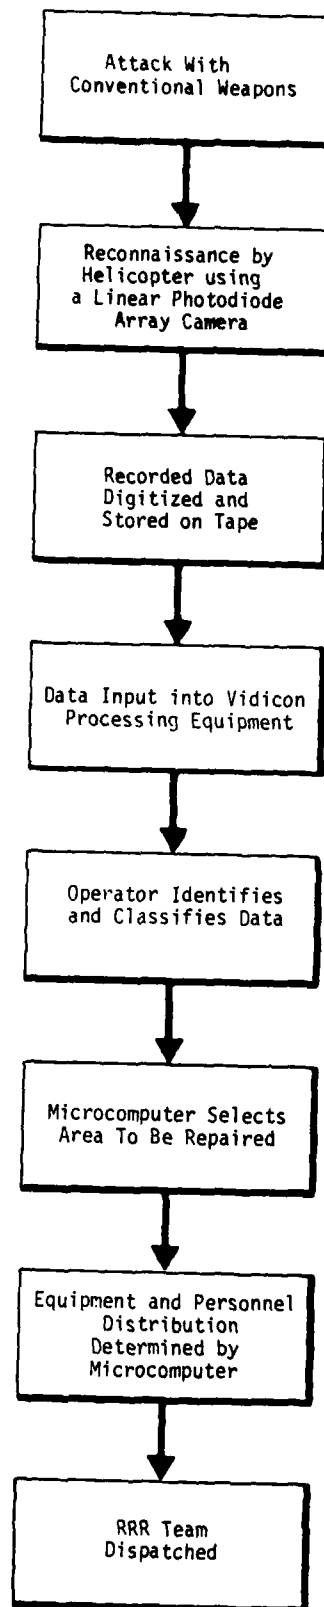 Attack With
Conventional Weapons
Reconnaissance by
Helicopter using
a Linear Photodiode
Array Camera
Recorded Data
Digitized and
Stored on Tape
Data Input into Vidicon
Processing Equipment
Operator Identifies
and Classifies Data
Microcomputer Selects
Area To Be Repaired
Equipment and Personnel
Distribution
Determined by
Microcomputer
RRR Team
Dispatched